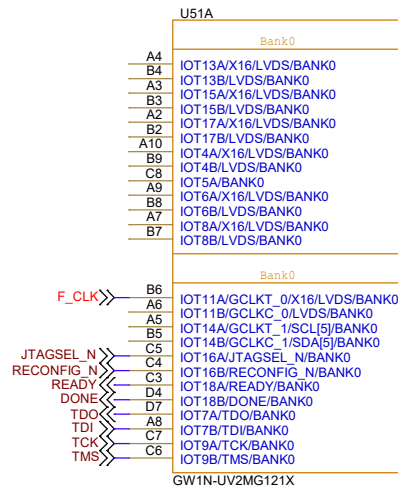 U51A
Bank0
A4 IOT13A/X16/LVDS/BANK0
B4 IOT13B/LVDS/BANK0
A3 IOT15A/X16/LVDS/BANK0
B3 IOT15B/LVDS/BANK0
A2 IOT17A/X16/LVDS/BANK0
B2 IOT17B/LVDS/BANK0
A10 IOT4A/X16/LVDS/BANK0
B9 IOT4B/LVDS/BANK0
C8 IOT5A/BANK0
A9 IOT6A/X16/LVDS/BANK0
B8 IOT6B/LVDS/BANK0
A7 IOT8A/X16/LVDS/BANK0
B7 IOT8B/LVDS/BANK0
Bank0
F_CLK B6 IOT11A/GCLKT_0/X16/LVDS/BANK0
A6 IOT11B/GCLKC_0/LVDS/BANK0
A5 IOT14A/GCLKT_1/SCL[5]/BANK0
B5 IOT14B/GCLKC_1/SDA[5]/BANK0
JTAGSEL_N C5 IOT16A/JTAGSEL_N/BANK0
RECONFIG_N C4 IOT16B/RECONFIG_N/BANK0
READY C3 IOT18A/READY/BANK0
DONE D4 IOT18B/DONE/BANK0
TDO D7 IOT7A/TDO/BANK0
TDI A8 IOT7B/TDI/BANK0
TCK C7 IOT9A/TCK/BANK0
TMS C6 IOT9B/TMS/BANK0
GW1N-UV2MG121X